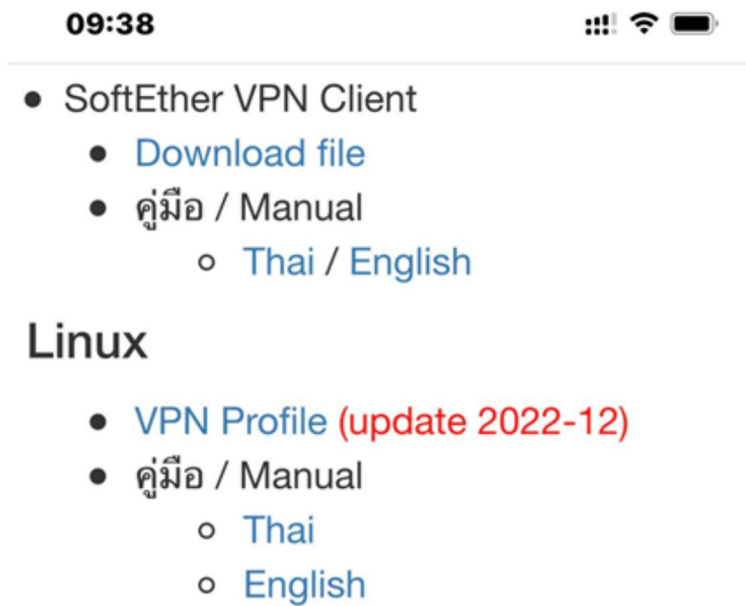 09:38
SoftEther VPN Client
Download file
คู่มือ / Manual
Thai / English
Linux
VPN Profile (update 2022-12)
คู่มือ / Manual
Thai
English